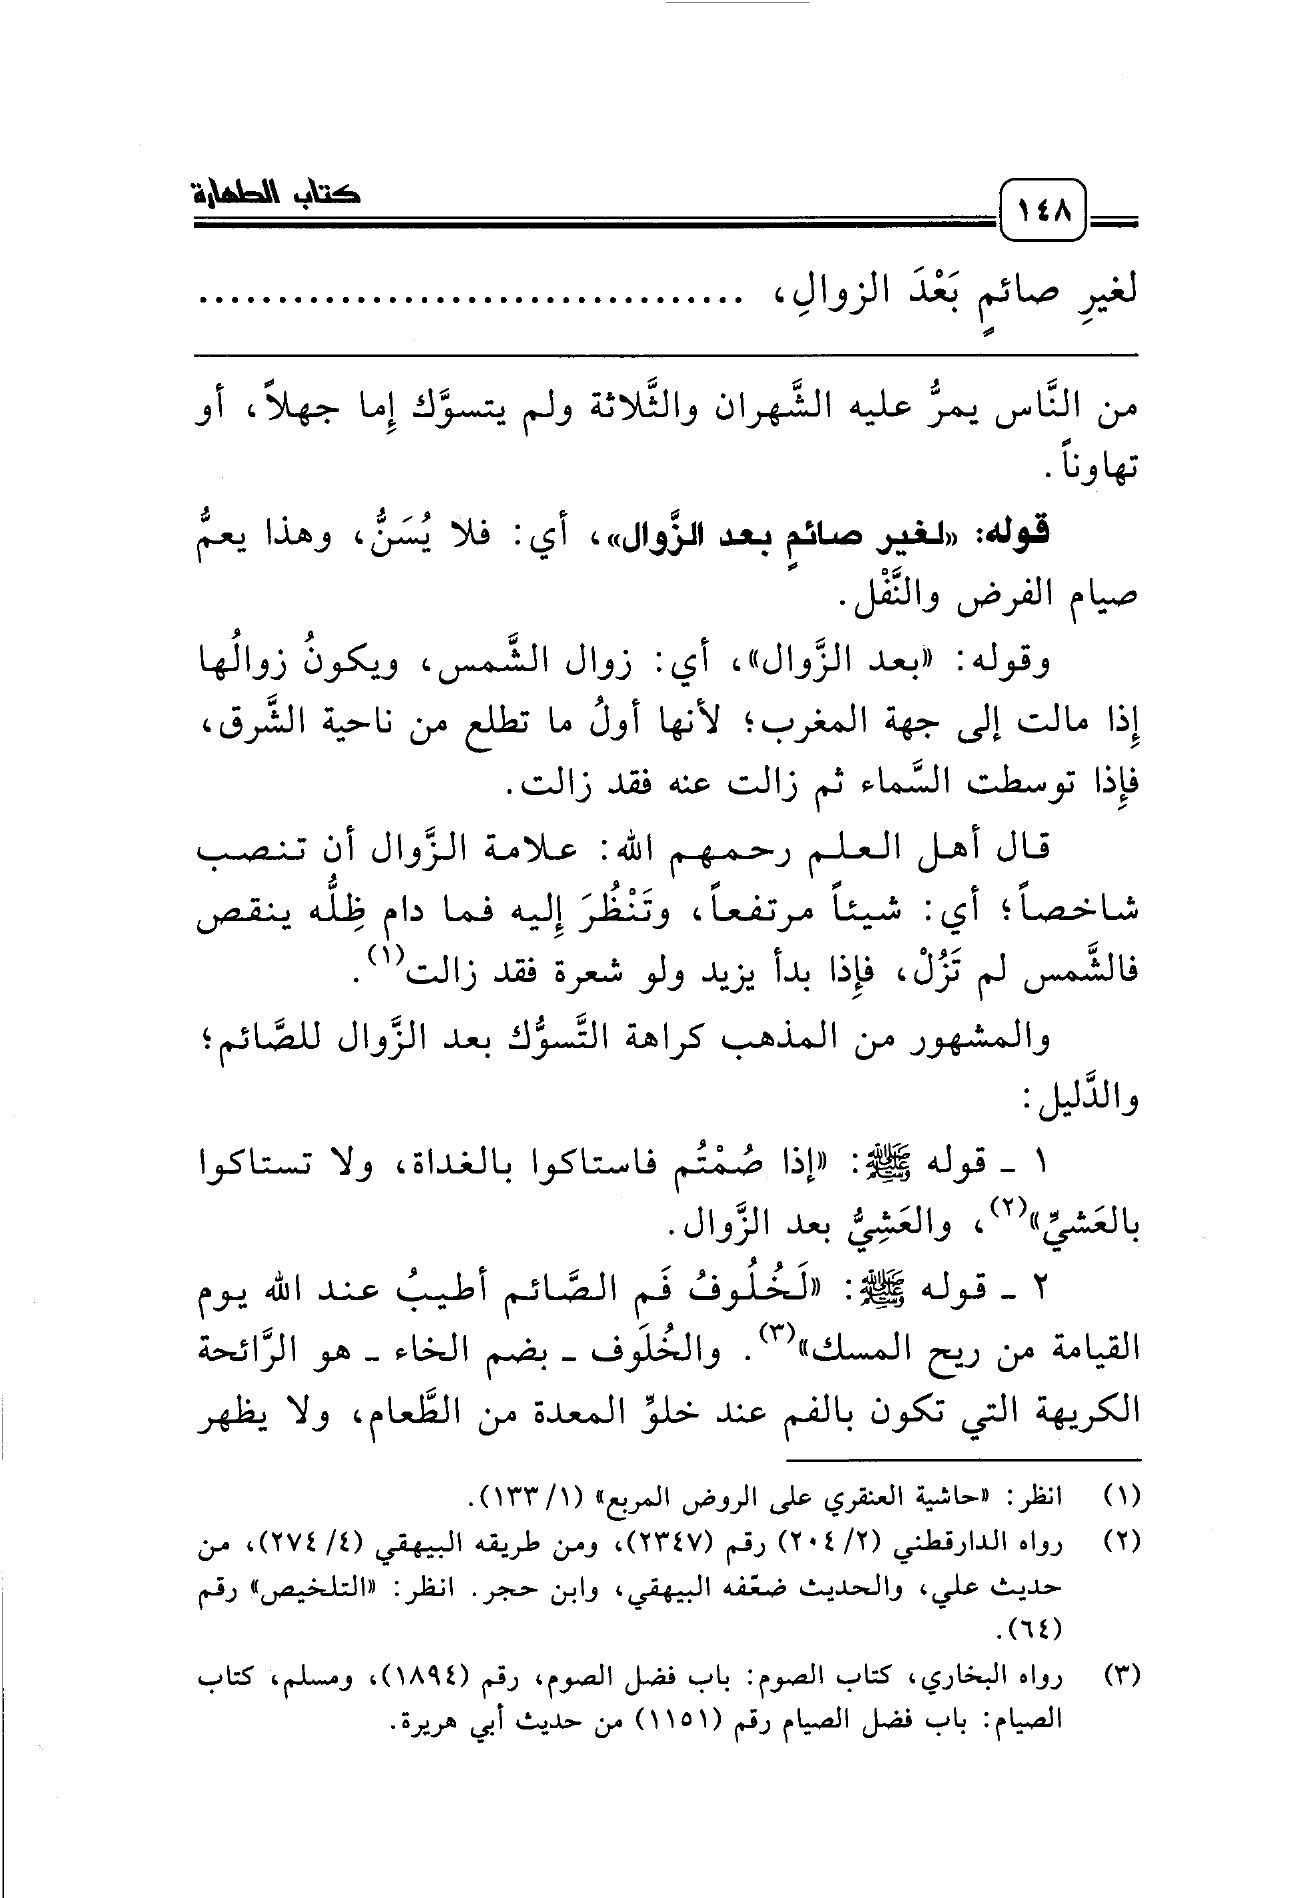 كتاب الطهارة
١٤٨
لغيرِ صائمٍ بَعْدَ الزوالِ، ...................................
من النَّاس يمرُّ عليه الشَّهران والثَّلاثة ولم يتسوَّك إِما جهلاً، أو
تهاوناً.
قوله: «لغير صائمٍ بعد الزَّوال»، أي: فلا يُسَنُّ، وهذا يعمُّ
صيام الفرض والنَّفْل.
وقوله: «بعد الزَّوال»، أي: زوال الشَّمس، ويكونُ زوالُها
إِذا مالت إلى جهة المغرب؛ لأنها أولُ ما تطلع من ناحية الشَّرق،
فإِذا توسطت السَّماء ثم زالت عنه فقد زالت.
قال أهل العلم رحمهم الله: علامة الزَّوال أن تنصب
شاخصاً؛ أي: شيئاً مرتفعاً، وتَنْظُرَ إِليه فما دام ظِلُّه ينقص
فالشَّمس لم تَزُلْ، فإِذا بدأ يزيد ولو شعرة فقد زالت(١).
والمشهور من المذهب كراهة التَّسوُّك بعد الزَّوال للصَّائم؛
والدَّليل:
١ ـ قوله ﷺ: «إذا صُمْتُم فاستاكوا بالغداة، ولا تستاكوا
بالعَشيِّ»(٢)، والعَشِيُّ بعد الزَّوال.
٢ ـ قوله ﷺ: «لَخُلُوفُ فَم الصَّائم أطيبُ عند الله يوم
القيامة من ريح المسك»(٣). والخُلَوف ـ بضم الخاء ـ هو الرَّائحة
الكريهة التي تكون بالفم عند خلوِّ المعدة من الطَّعام، ولا يظهر
(١) انظر: «حاشية العنقري على الروض المربع» (١/ ١٣٣).
(٢) رواه الدارقطني (٢/ ٢٠٤) رقم (٢٣٤٧)، ومن طريقه البيهقي (٤/ ٢٧٤)، من
حديث علي، والحديث ضعّفه البيهقي، وابن حجر. انظر: «التلخيص» رقم
(٦٤).
(٣) رواه البخاري، كتاب الصوم: باب فضل الصوم، رقم (١٨٩٤)، ومسلم، كتاب
الصيام: باب فضل الصيام رقم (١١٥١) من حديث أبي هريرة.